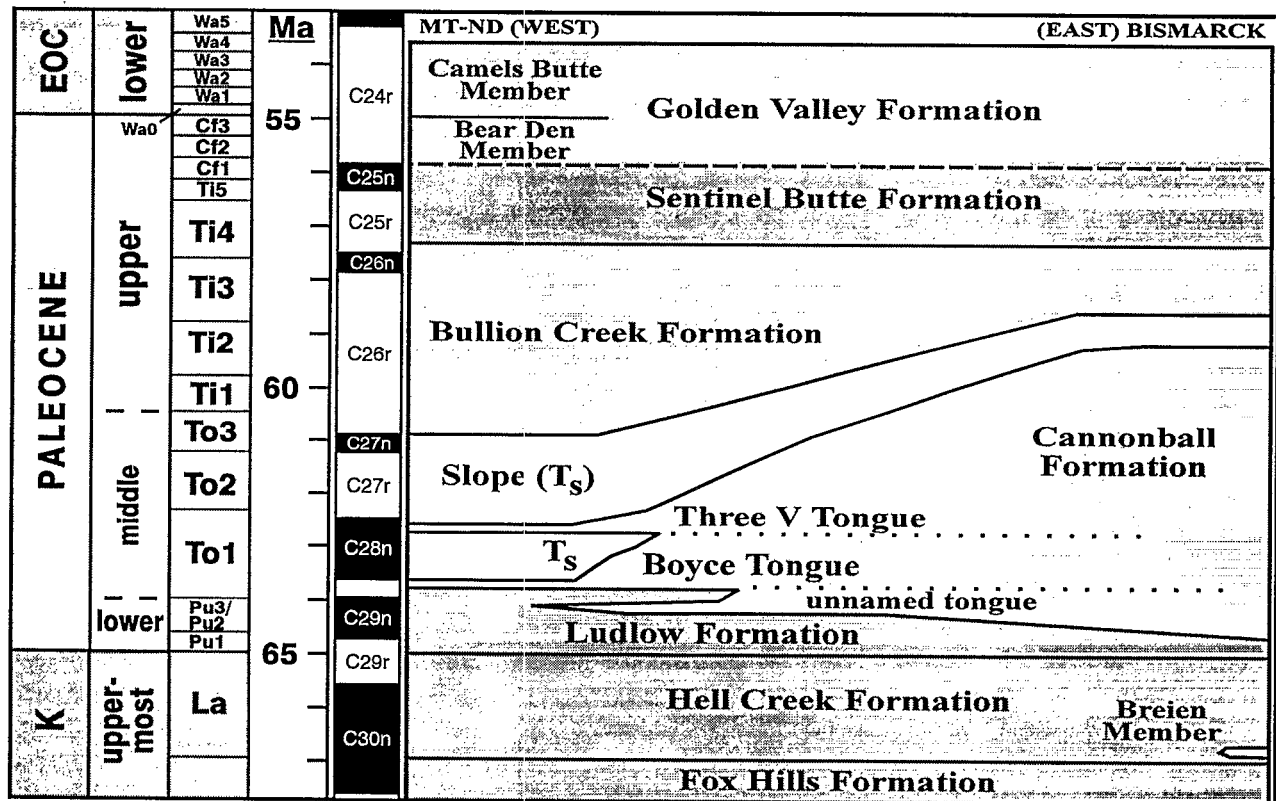 EOC
lower
Wa5
Wa4
Wa3
Wa2
Wa1
Wa0
PALEOCENE
upper
middle
lower
Cf3
Cf2
Cf1
Ti5
Ti4
Ti3
Ti2
Ti1
To3
To2
To1
Pu3/
Pu2
Pu1
K
upper-
most
La
Ma
55
60
65
C24r
C25n
C25r
C26n
C26r
C27n
C27r
C28n
C29n
C29r
C30n
MT-ND (WEST)
(EAST) BISMARCK
Camels Butte
Member
Golden Valley Formation
Bear Den
Member
Sentinel Butte Formation
Bullion Creek Formation
Cannonball
Formation
Slope (Ts)
Three V Tongue
Ts
Boyce Tongue
unnamed tongue
Ludlow Formation
Hell Creek Formation
Breien
Member
Fox Hills Formation